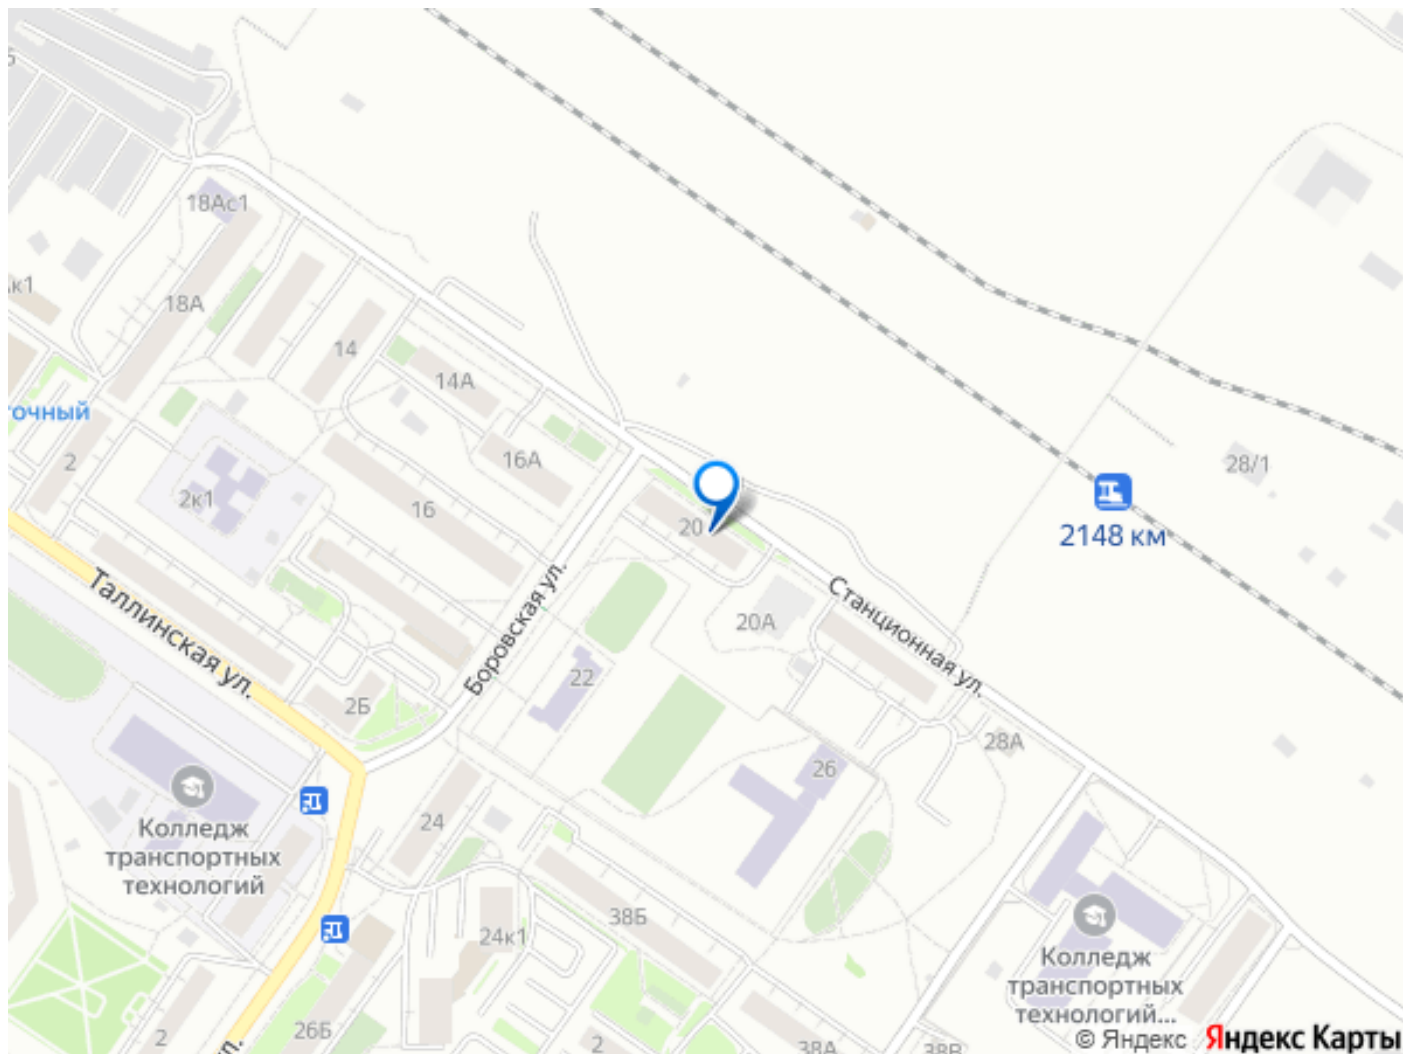 18Ас1
к1
18А
14
14А
точный
2
2к1
16А
16
20
28/1
2148 км
Таллинская ул.
Боровская ул.
Станционная ул.
20А
22
2Б
28А
26
24
Колледж
транспортных
технологий
38Б
24к1
Колледж
транспортных
технологий...
26Б
2
ул.
2
38А
38В
© Яндекс Яндекс Карты